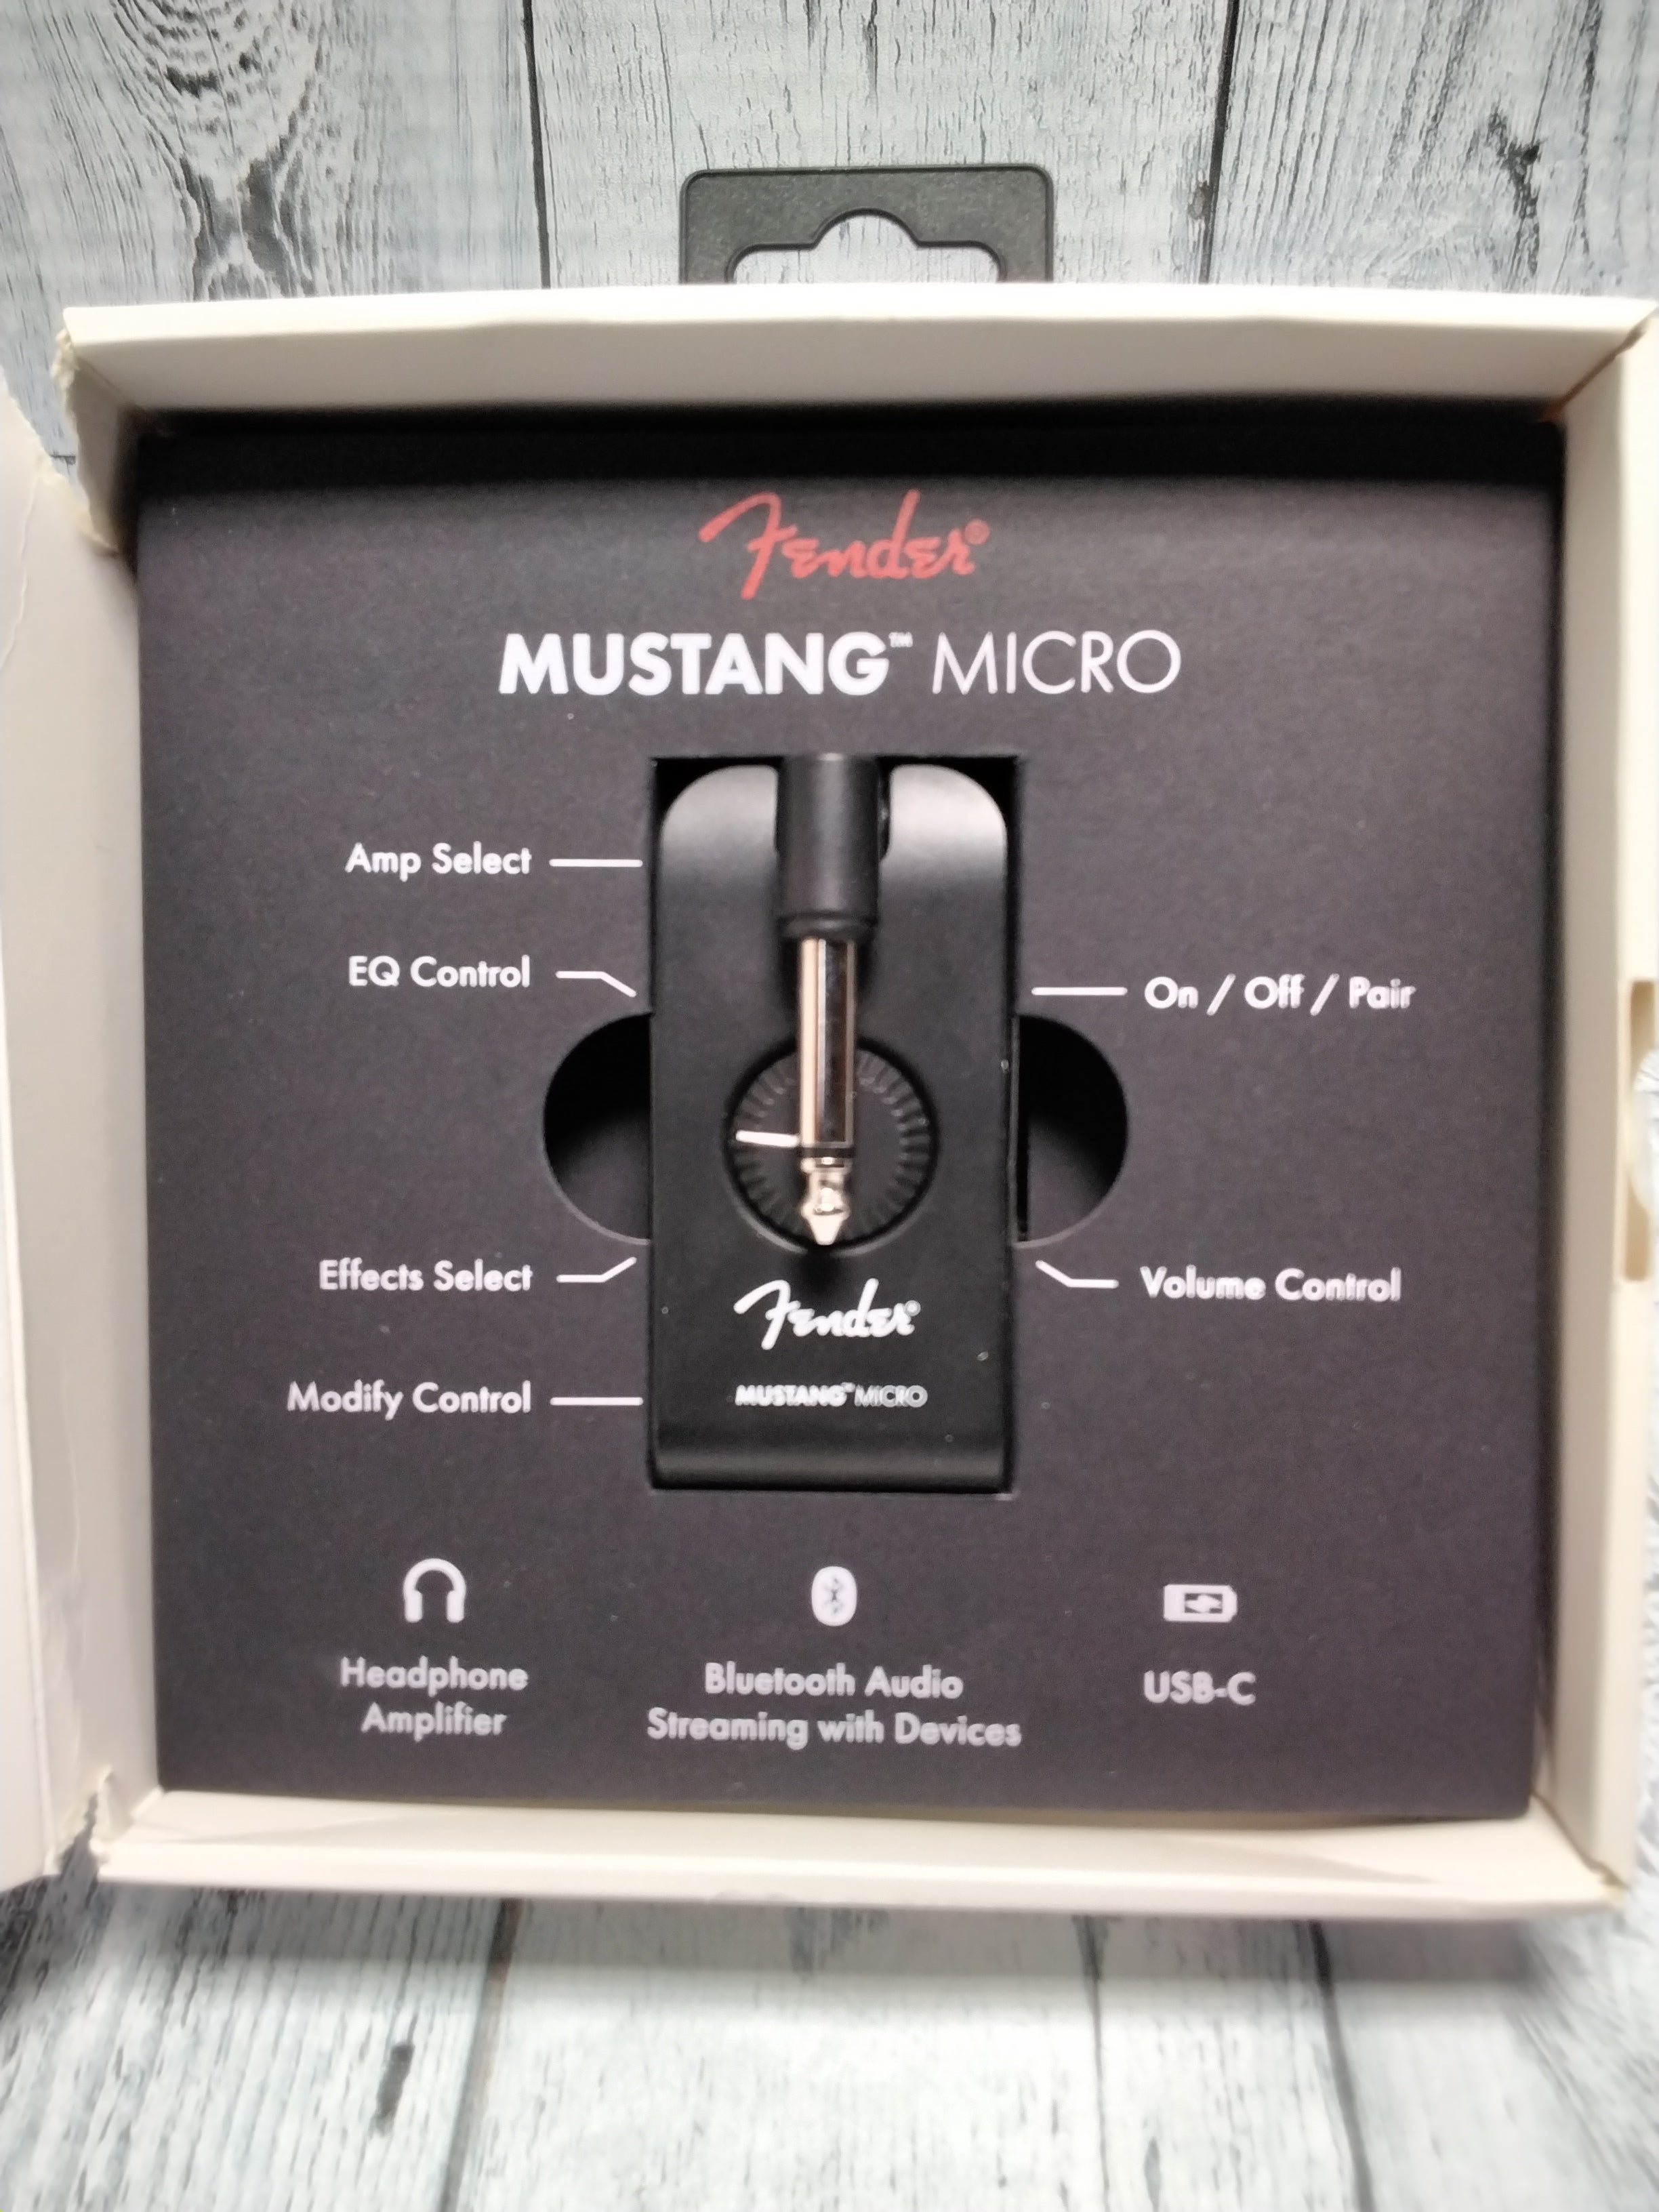 Fender®
MUSTANG™ MICRO
Amp Select
EQ Control
On / Off / Pair
Effects Select
Volume Control
Fender®
Modify Control
MUSTANG™ MICRO
Headphone
Amplifier
Bluetooth Audio
Streaming with Devices
USB-C